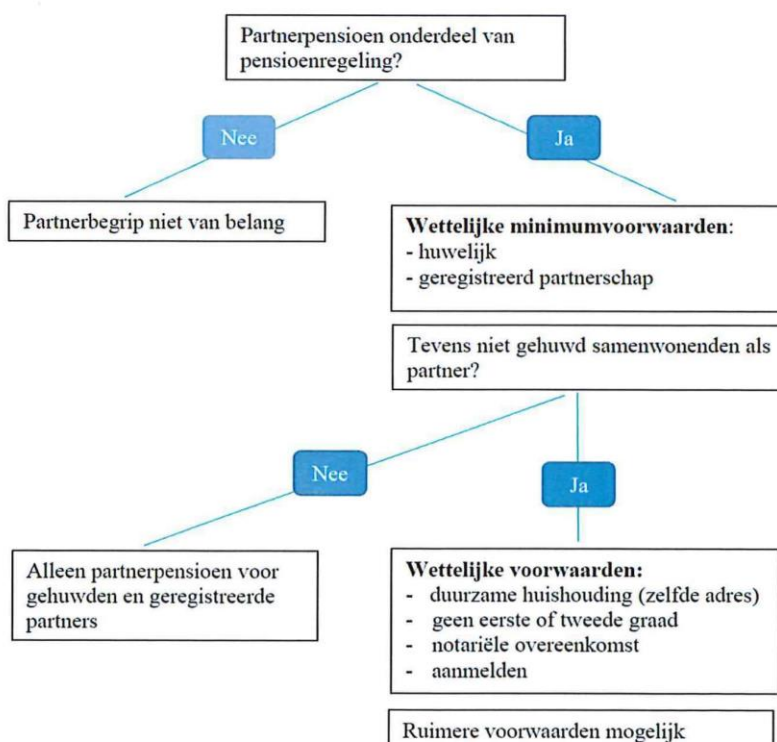 Partnerpensioen onderdeel van
pensioenregeling?
Nee
Ja
Partnerbegrip niet van belang
Wettelijke minimumvoorwaarden:
- huwelijk
- geregistreerd partnerschap
Tevens niet gehuwd samenwonenden als
partner?
Nee
Ja
Alleen partnerpensioen voor
gehuwden en geregistreerde
partners
Wettelijke voorwaarden:
- duurzame huishouding (zelfde adres)
- geen eerste of tweede graad
- notariële overeenkomst
- aanmelden
Ruimere voorwaarden mogelijk